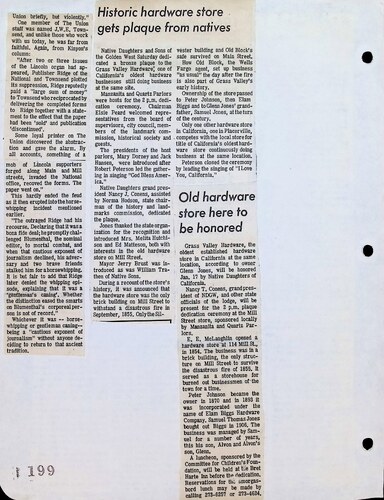 Union briefly, but violently."
One member of The Union
staff was named J.W.E. Townsend,
and unlike those who work
with us today, he was far from
faithful. Again, from Kinyon's
column:
"After two or three issues
of the Lincoln organ had appeared,
Publisher Ridge of the
National and Townsend plotted
its suppression, Ridge reputedly
paid a large sum of money
to Townsend who reciprocated by
delivering the completed forms
to Ridge together with a statement
to the effect that the paper
had been 'sold' and publication
'discontinued'.
Some loyal printer on The
Union discovered the abstraction
and gave the alarm. By
all accounts, something of a
mob of Lincoln supporters
forged along Main and Mill
streets, invaded the National
office, recovered the forms. The
paper went on."
This hardly ended the feud
as it then erupted into the horsewhipping
incident mentioned
earlier.
"The outraged Ridge had his
recourse. Declaring that it was a
bona fide deal; he promptly challenged
Blumenthal, the nominal
editor, to mortal combat, and
when that timid exponent of
journalism declined, his adversary
and two brave friends
stalked him for a horsewhipping.
It is but fair to add that Ridge
later denied the whipping episode,
explaining that it was a
'gentleman's caning'. Whether
the distinction eased the smarts
on Blumenthal's corporeal person
is not of record."
Whichever it was -- horsewhipping
or gentleman caning--
being a "cautious exponent of
journalism" without anyone deciding
to return to that ancient
tradition.
1199
Historic hardware store
gets plaque from natives
Native Daughters and Sons of
the Golden West Saturday dedicated
a bronze plaque to the
Grass Valley Hardware, one of
California's oldest hardware
businesses still doing business
at the same site.
Manzanita and Quartz Parlors
were hosts for the 2 p.m. dedication
ceremony. Chairman
Elsie Peard welcomed representatives
from the board of
supervisors, city council, members
of the landmark commission,
historical society and
guests.
The presidents of the host
parlors, Mary Dorsey and Jack
Hansen, were introduced after
Robert Peterson led the gathering
in singing "God Bless America."
Native Daughters grand president
Nancy J. Conens, assisted by
Norma Hodson, state chairman
of the history and landmarks
commission, dedicated the
plaque.
Jones thanked the state organization
for the recognition and
introduced Mrs. Melita Hutchinson
and Ed Matteson, both with
interests in the old hardware
store on Mill Street.
Mayor Jerry Brust was introduced
as was William Trathen
of Native Sons.
During a recount of the store's
history, it was announced that
the hardware store was the only
brick building on Mill Street to
withstand a disastrous fire in
September, 1855. Only the Silvester
building and Old Block's
safe survived on Main Street.
How Old Block, the Wells
Fargo agent, set up business
"as usual" the day after the fire
is also part of Grass Valley's
early history.
Ownership of the store passed
to Peter Johnson, then Elam
Biggs and to Glenn Jones' grandfather,
Samuel Jones, at the turn
of the century.
Only one other hardware store
in California, one in Placerville,
competes with the local store for
title of California's oldest hardware
store continuously doing
business at the same location.
Peterson closed the ceremony
by leading the singing of "I Love
You, California."
Old hardware
store here to
be honored
Grass Valley Hardware, the
oldest established hardware
store in California at the same
location, according to owner
Glenn Jones, will be honored
Jan. 17 by Native Daughters of
California.
Nancy T. Conens, grand president
of NDGW, and other state
officials of the lodge, will be present
for the 2 p.m. plaque
dedication ceremony at the Mill
Street store, sponsored locally
by Manzanita and Quartz Parlors.
E. E. McLaughlin opened a
hardware store at 114 Mill St.,
in 1854. The business was in a
brick building, the only structure
on Mill Street to survive
the disastrous fire of 1855. It
served as a storehouse for
burned out businessmen of the
town for a time.
Peter Johnson became the
owner in 1870 and in 1893 it
was incorporated under the
name of Elam Biggs Hardware
Company. Samuel Thomas Jones
bought out Biggs in 1906. The
business was managed by Samuel
for a number of years,
then his son, Alvon and Alvon's
son, Glenn.
A luncheon, sponsored by the
Committee for Children's Foundation,
will be held at the Bret
Harte Inn before the dedication.
Reservations for the smorgasbord
lunch may be made by
calling